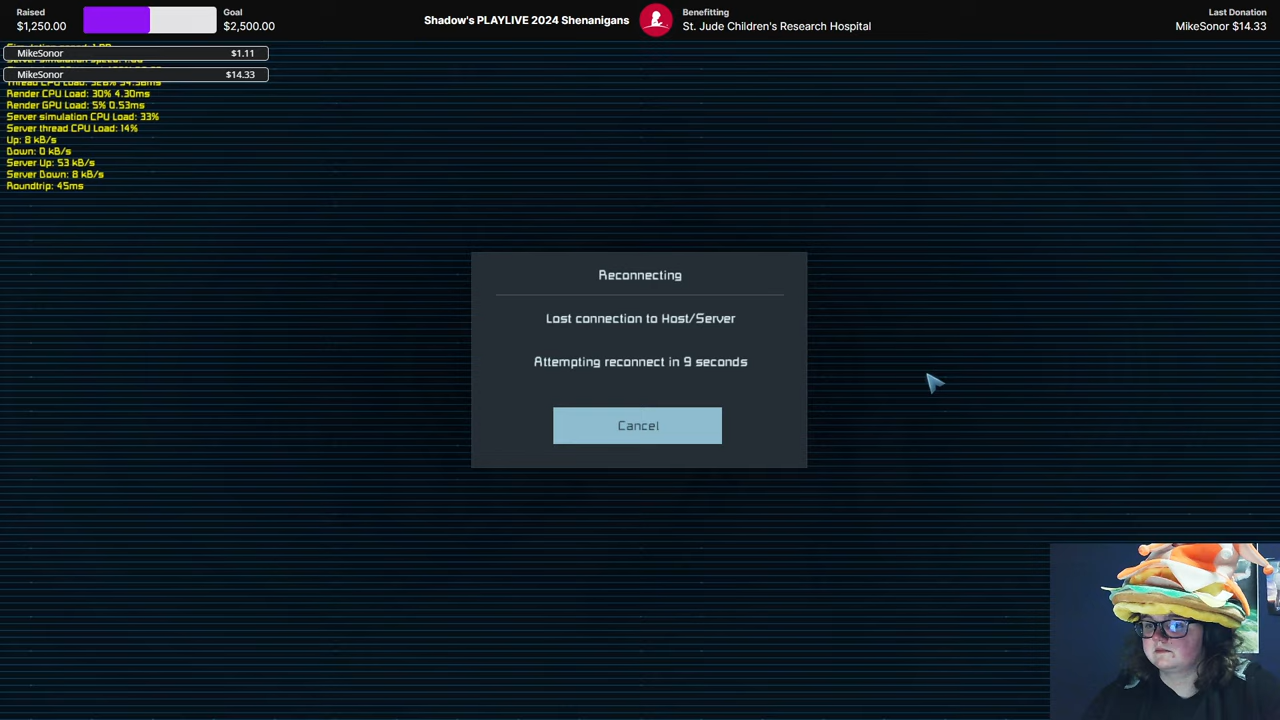 Raised
$1,250.00
Goal
$2,500.00
Shadow's PLAYLIVE 2024 Shenanigans
Benefitting
St. Jude Children's Research Hospital
Last Donation
MikeSonor $14.33
MikeSonor $1.11
MikeSonor $14.33
Render CPU Load: 30% 4.30ms
Render GPU Load: 5% 0.53ms
Server simulation CPU Load: 33%
Server thread CPU Load: 14%
Up: 8 kB/s
Down: 0 kB/s
Server Up: 53 kB/s
Server Down: 8 kB/s
Roundtrip: 45ms
Reconnecting
Lost connection to Host/Server
Attempting reconnect in 9 seconds
Cancel